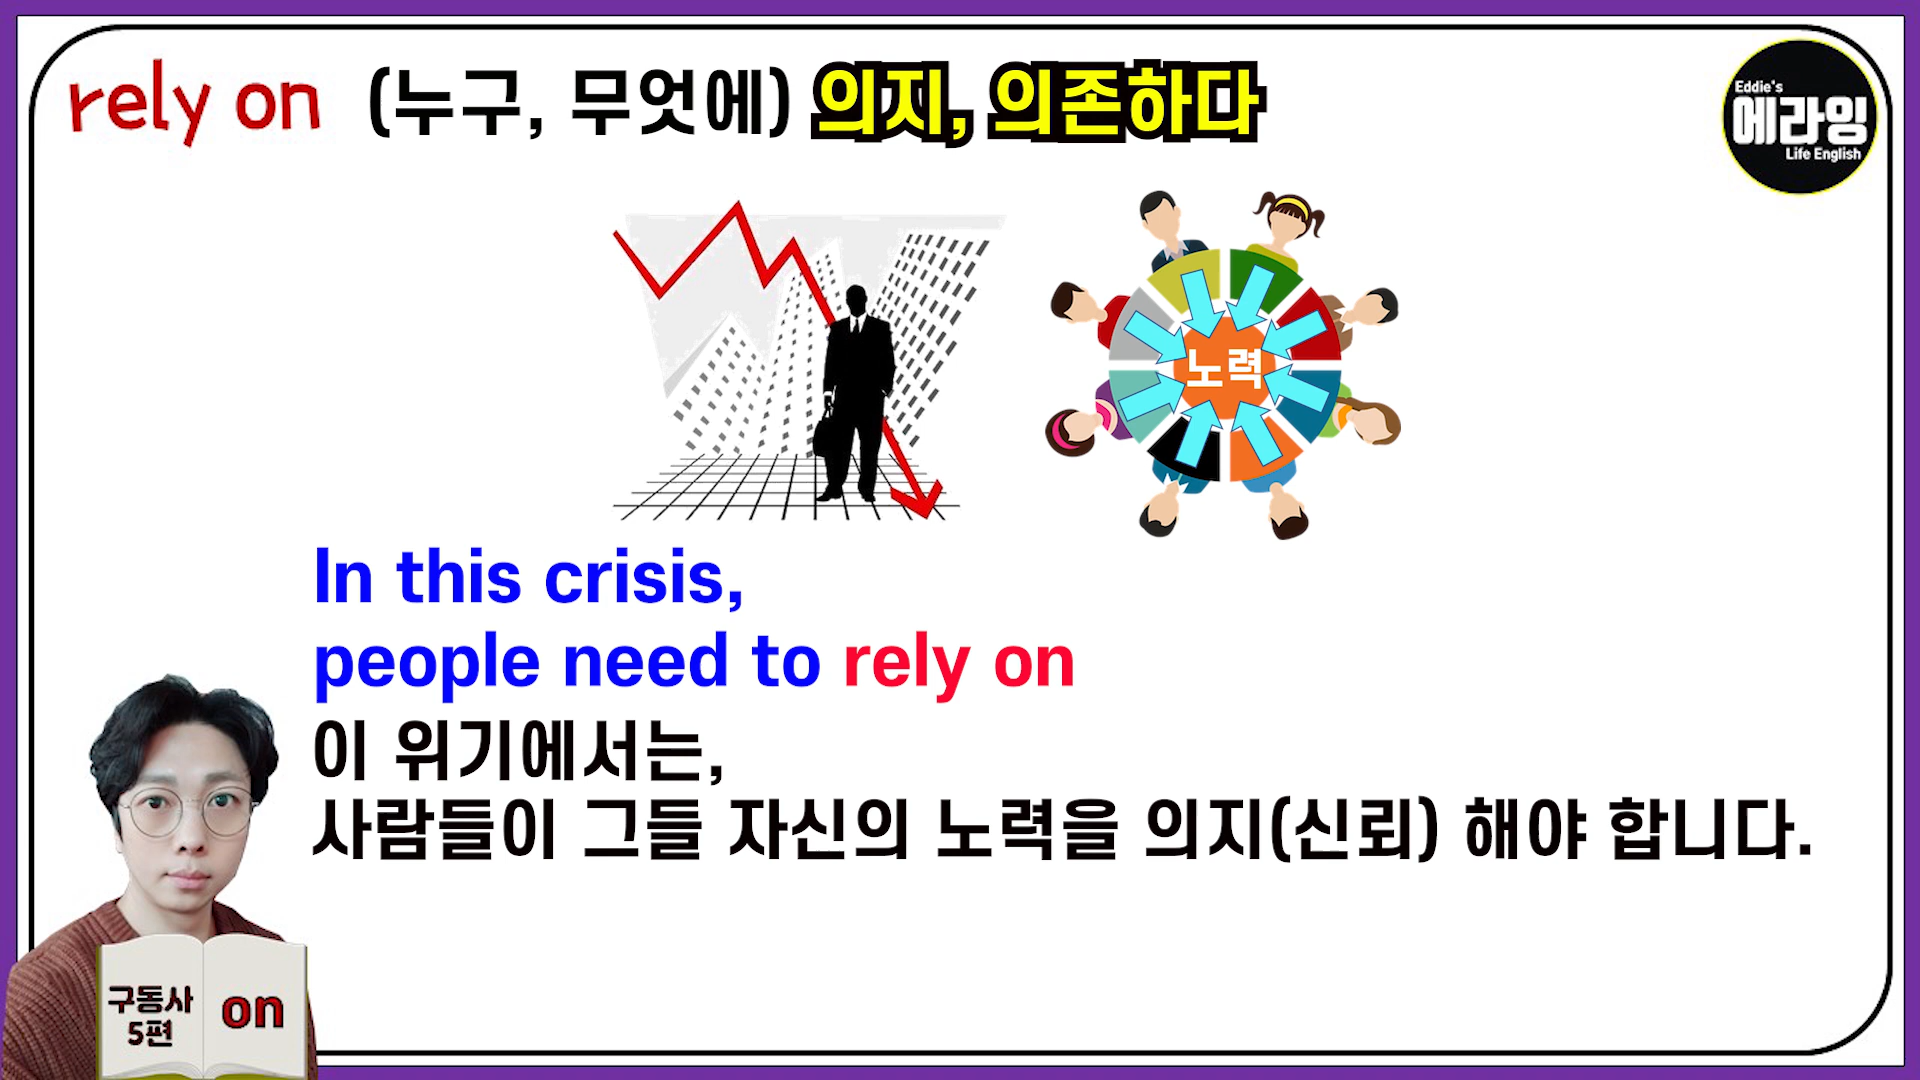 rely on (누구, 무엇에) 의지, 의존하다
Eddie's
에라잉
Life English
노력
In this crisis,
people need to rely on
이 위기에서는,
사람들이 그들 자신의 노력을 의지(신뢰) 해야 합니다.
구동사
5편
on